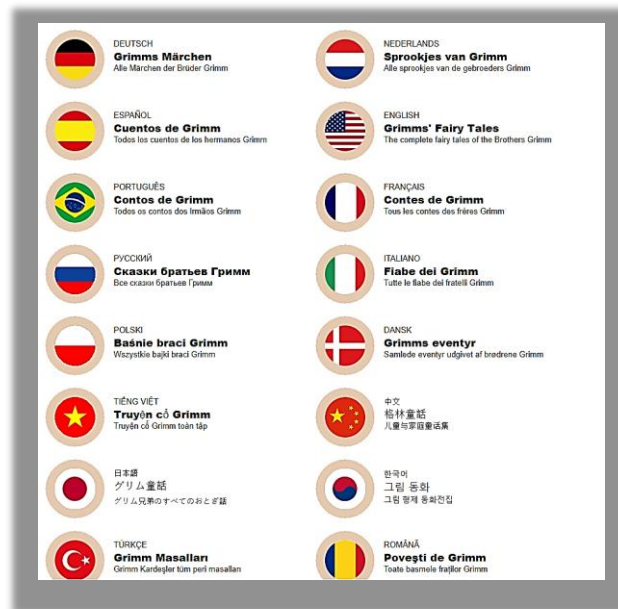 DEUTSCH
Grimms Märchen
Alle Märchen der Brüder Grimm
NEDERLANDS
Sprookjes van Grimm
Alle sprookjes van de gebroeders Grimm
ESPAÑOL
Cuentos de Grimm
Todos los cuentos de los hermanos Grimm
ENGLISH
Grimms' Fairy Tales
The complete fairy tales of the Brothers Grimm
PORTUGUÊS
Contos de Grimm
Todos os contos dos Irmãos Grimm
FRANÇAIS
Contes de Grimm
Tous les contes des frères Grimm
РУССКИЙ
Сказки братьев Гримм
Все сказки братьев Гримм
ITALIANO
Fiabe dei Grimm
Tutte le fiabe dei fratelli Grimm
POLSKI
Baśnie braci Grimm
Wszystkie bajki braci Grimm
DANSK
Grimms eventyr
Samlede eventyr udgivet af brødrene Grimm
TIẾNG VIỆT
Truyện cổ Grimm
Truyện cổ Grimm toàn tập
中文
格林童話
儿童与家庭童话集
日本語
グリム童話
グリム兄弟のすべてのおとぎ話
한국어
그림 동화
그림 형제 동화전집
TÜRKÇE
Grimm Masalları
Grimm Kardeşler tüm peri masalları
ROMÂNĂ
Povești de Grimm
Toate basmele fraților Grimm